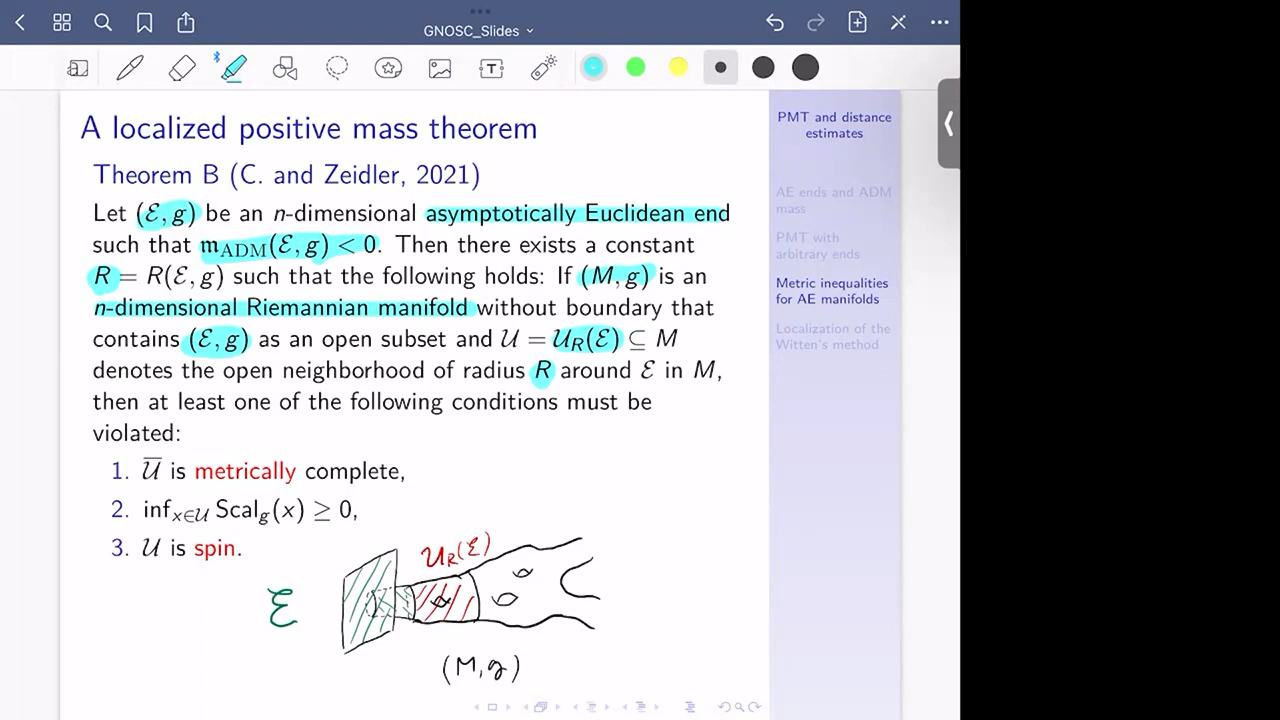 GNOSC_Slides
A localized positive mass theorem
Theorem B (C. and Zeidler, 2021)
Let (ℰ, g) be an n-dimensional asymptotically Euclidean end
such that 𝔪_ADM(ℰ, g) < 0. Then there exists a constant
R = R(ℰ, g) such that the following holds: If (M, g) is an
n-dimensional Riemannian manifold without boundary that
contains (ℰ, g) as an open subset and 𝒰 = 𝒰_R(ℰ) ⊆ M
denotes the open neighborhood of radius R around ℰ in M,
then at least one of the following conditions must be
violated:
1. 𝒰̅ is metrically complete,
2. inf_{x∈𝒰} Scal_g(x) ≥ 0,
3. 𝒰 is spin.
𝒰_R(ℰ)
ℰ
(M, g)
PMT and distance
estimates
AE ends and ADM
mass
PMT with
arbitrary ends
Metric inequalities
for AE manifolds
Localization of the
Witten's method